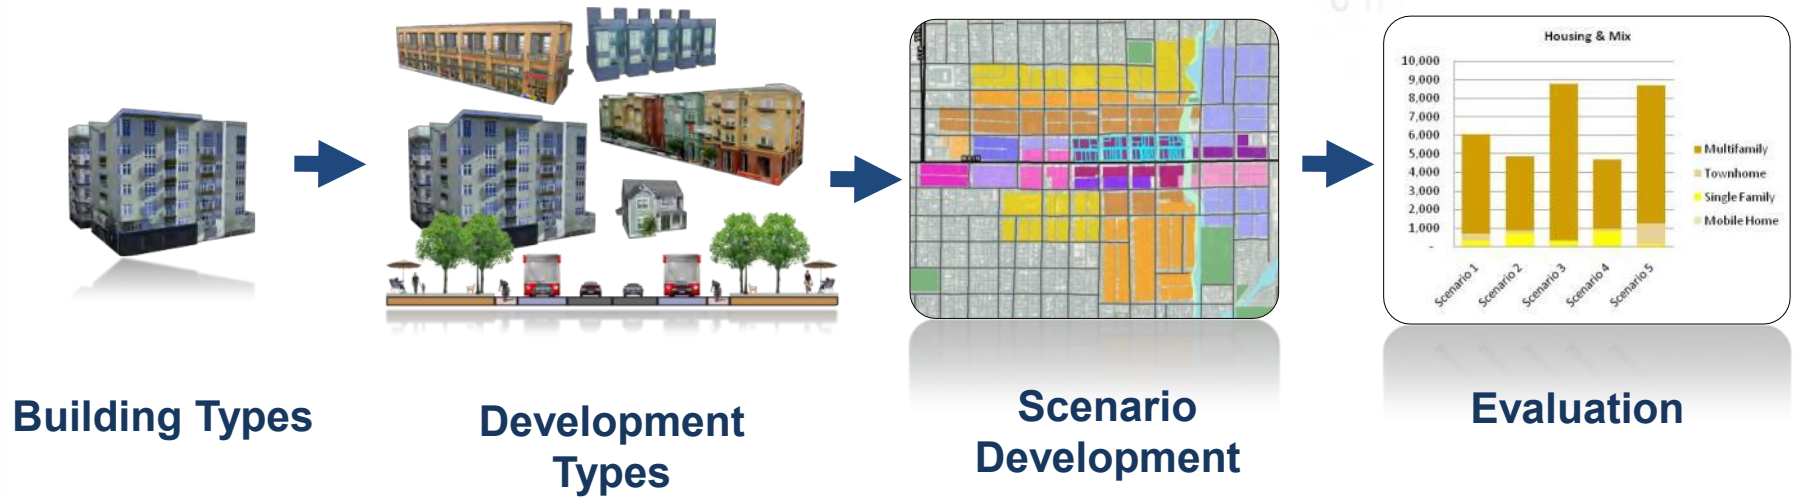 Housing & Mix
10,000
9,000
8,000
7,000
6,000
5,000
4,000
3,000
2,000
1,000
-
Multifamily
Townhome
Single Family
Mobile Home
Scenario 1
Scenario 2
Scenario 3
Scenario 4
Scenario 5
Building Types
Development
Types
Scenario
Development
Evaluation